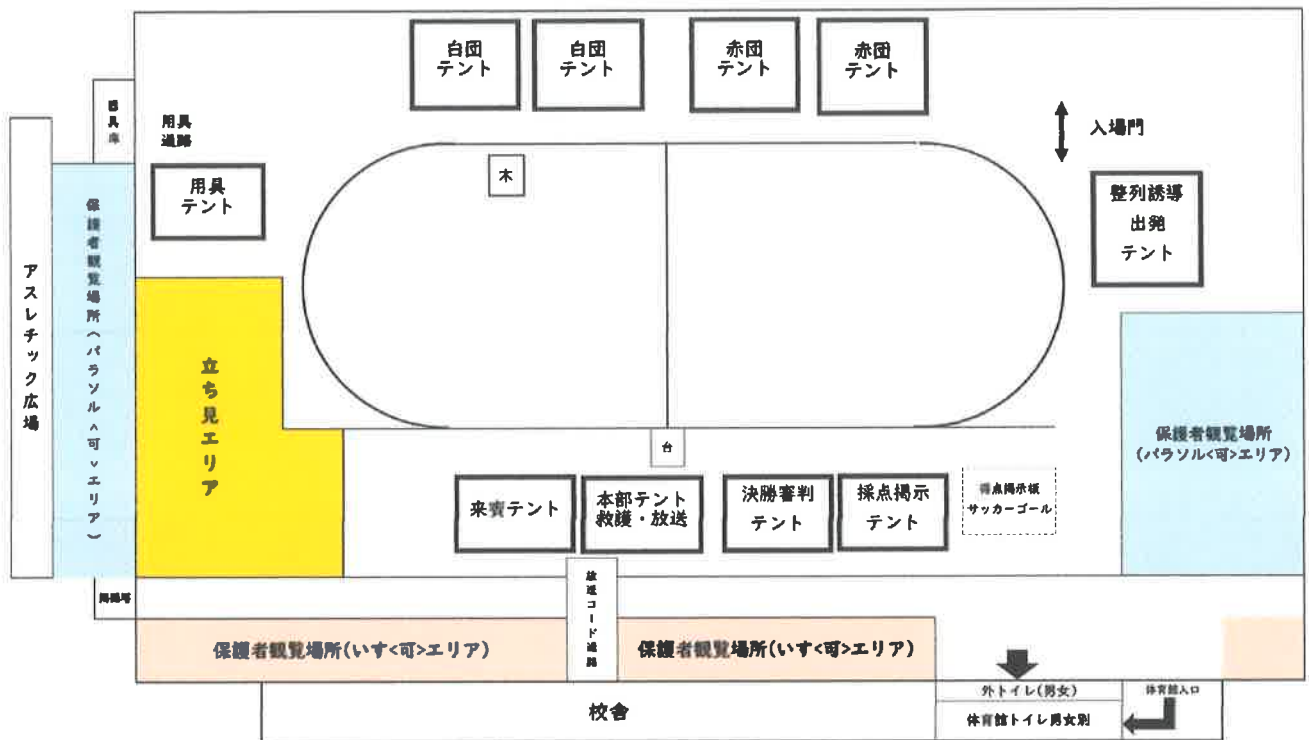 白団
テント
白団
テント
赤団
テント
赤団
テント
用具
通路
入場門
木
用具
テント
整列誘導
出発
テント
アスレチック広場
保護者観覧場所(パラソル<可>エリア)
立ち見エリア
保護者観覧場所
(パラソル<可>エリア)
台
来賓テント
本部テント
救護・放送
決勝審判
テント
採点掲示
テント
得点掲示板
サッカーゴール
放送コード通路
保護者観覧場所(いす<可>エリア)
保護者観覧場所(いす<可>エリア)
外トイレ(男女)
体育館入口
校舎
体育館トイレ男女別